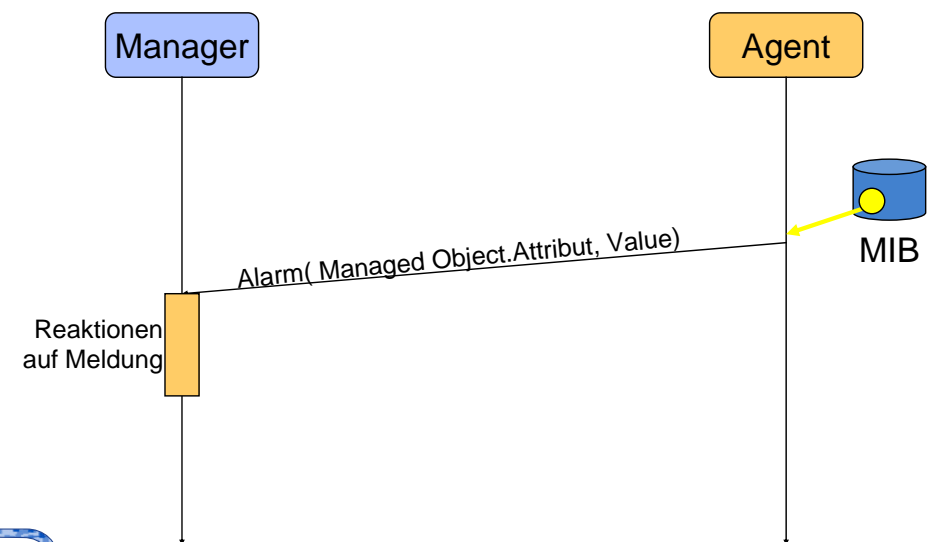 Manager
Agent
MIB
Alarm( Managed Object.Attribut, Value)
Reaktionen
auf Meldung